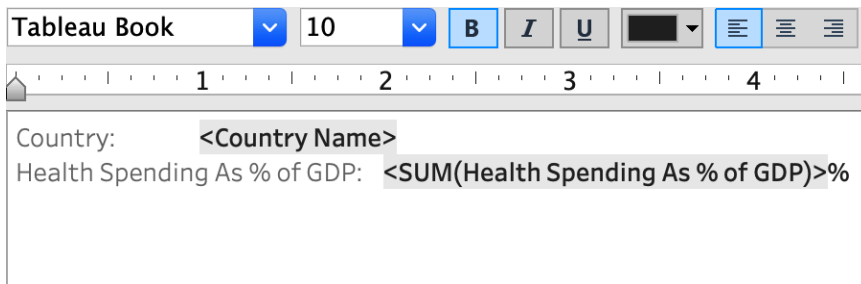 Tableau Book 10 B I U
1 2 3 4
Country: <Country Name>
Health Spending As % of GDP: <SUM(Health Spending As % of GDP)>%